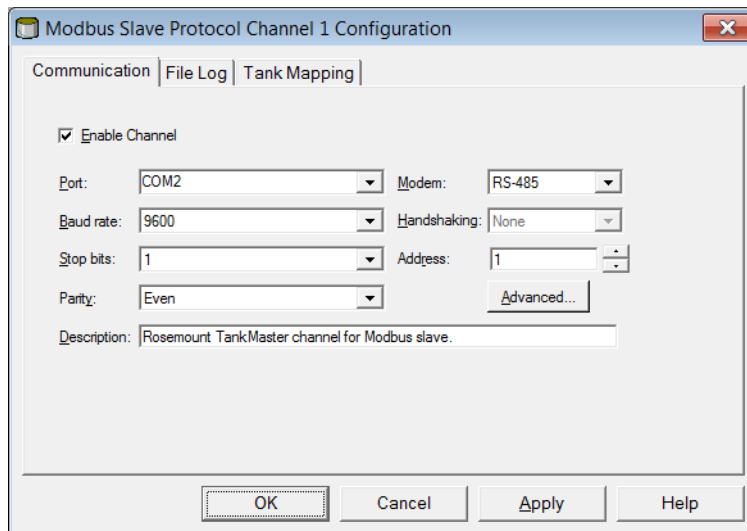 Modbus Slave Protocol Channel 1 Configuration
Communication File Log Tank Mapping
Enable Channel
Port: COM2 Modem: RS-485
Baud rate: 9600 Handshaking: None
Stop bits: 1 Address: 1
Parity: Even Advanced...
Description: Rosemount TankMaster channel for Modbus slave.
OK Cancel Apply Help